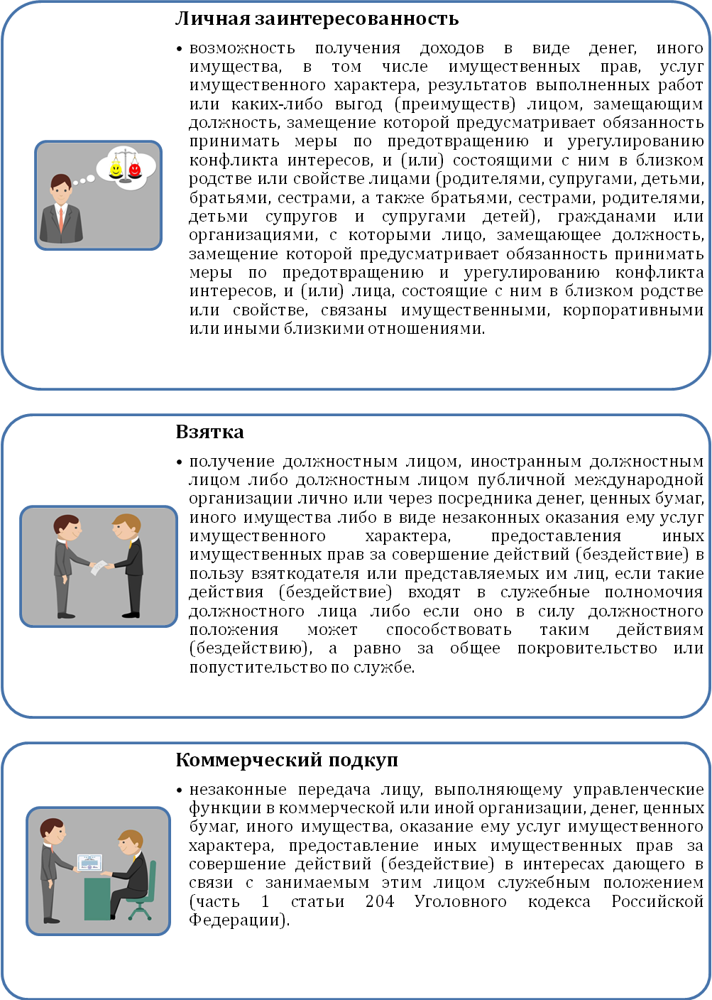 Личная заинтересованность
• возможность получения доходов в виде денег, иного
имущества, в том числе имущественных прав, услуг
имущественного характера, результатов выполненных работ
или каких-либо выгод (преимуществ) лицом, замещающим
должность, замещение которой предусматривает обязанность
принимать меры по предотвращению и урегулированию
конфликта интересов, и (или) состоящими с ним в близком
родстве или свойстве лицами (родителями, супругами, детьми,
братьями, сестрами, а также братьями, сестрами, родителями,
детьми супругов и супругами детей), гражданами или
организациями, с которыми лицо, замещающее должность,
замещение которой предусматривает обязанность принимать
меры по предотвращению и урегулированию конфликта
интересов, и (или) лица, состоящие с ним в близком родстве
или свойстве, связаны имущественными, корпоративными
или иными близкими отношениями.
Взятка
• получение должностным лицом, иностранным должностным
лицом либо должностным лицом публичной международной
организации лично или через посредника денег, ценных бумаг,
иного имущества либо в виде незаконных оказания ему услуг
имущественного характера, предоставления иных
имущественных прав за совершение действий (бездействие) в
пользу взяткодателя или представляемых им лиц, если такие
действия (бездействие) входят в служебные полномочия
должностного лица либо если оно в силу должностного
положения может способствовать таким действиям
(бездействию), а равно за общее покровительство или
попустительство по службе.
Коммерческий подкуп
• незаконные передача лицу, выполняющему управленческие
функции в коммерческой или иной организации, денег, ценных
бумаг, иного имущества, оказание ему услуг имущественного
характера, предоставление иных имущественных прав за
совершение действий (бездействие) в интересах дающего в
связи с занимаемым этим лицом служебным положением
(часть 1 статьи 204 Уголовного кодекса Российской
Федерации).